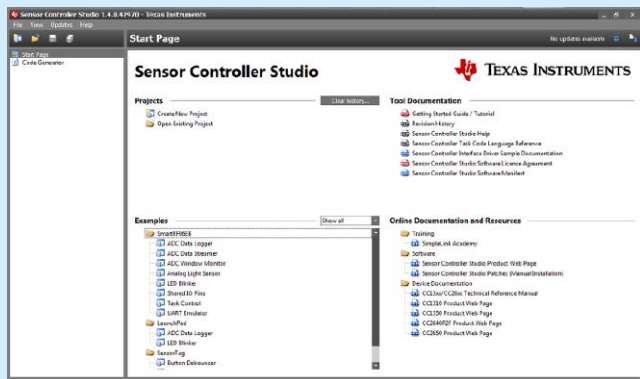 Sensor Controller Studio 1.4.0.42970 - Texas Instruments
File View Updates Help
Start Page
No updates available
Start Page
Code Generator
Sensor Controller Studio
TEXAS INSTRUMENTS
Projects
Clear history...
Create New Project
Open Existing Project
Tool Documentation
Getting Started Guide / Tutorial
Revision History
Sensor Controller Studio Help
Sensor Controller Task Code Language Reference
Sensor Controller Interface Driver Sample Documentation
Sensor Controller Studio Software Licence Agreement
Sensor Controller Studio Software Manifest
Examples
Show all
SmartRF06EB
ADC Data Logger
ADC Data Streamer
ADC Window Monitor
Analog Light Sensor
LED Blinker
Shared IO Pins
Task Control
UART Emulator
LaunchPad
ADC Data Logger
LED Blinker
SensorTag
Button Debouncer
Online Documentation and Resources
Training
SimpleLink Academy
Software
Sensor Controller Studio Product Web Page
Sensor Controller Studio Patches (Manual Installation)
Device Documentation
CC13xx/CC26xx Technical Reference Manual
CC1310 Product Web Page
CC1350 Product Web Page
CC2640R2F Product Web Page
CC2650 Product Web Page